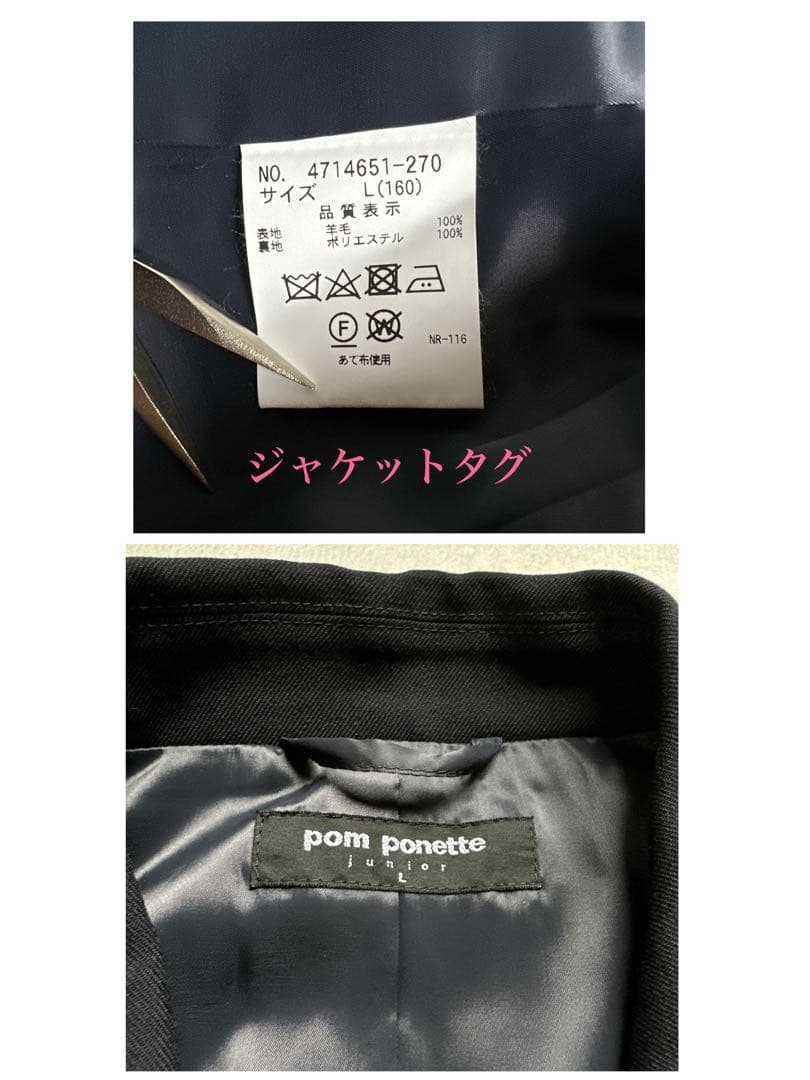 NO. 4714651-270
サイズ L(160)
品質表示
表地 羊毛 100%
裏地 ポリエステル 100%
F W
NR-116
あて布使用
ジャケットタグ
pom ponette
junior
L